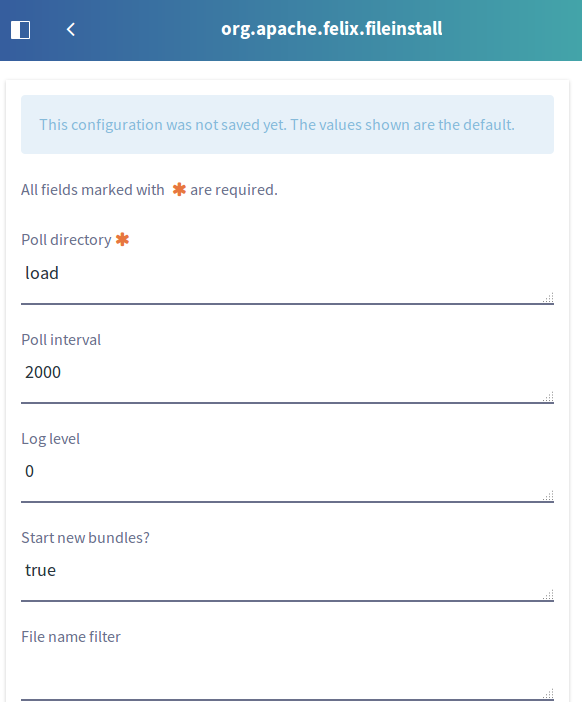 org.apache.felix.fileinstall
This configuration was not saved yet. The values shown are the default.
All fields marked with ✱ are required.
Poll directory ✱
load
Poll interval
2000
Log level
0
Start new bundles?
true
File name filter